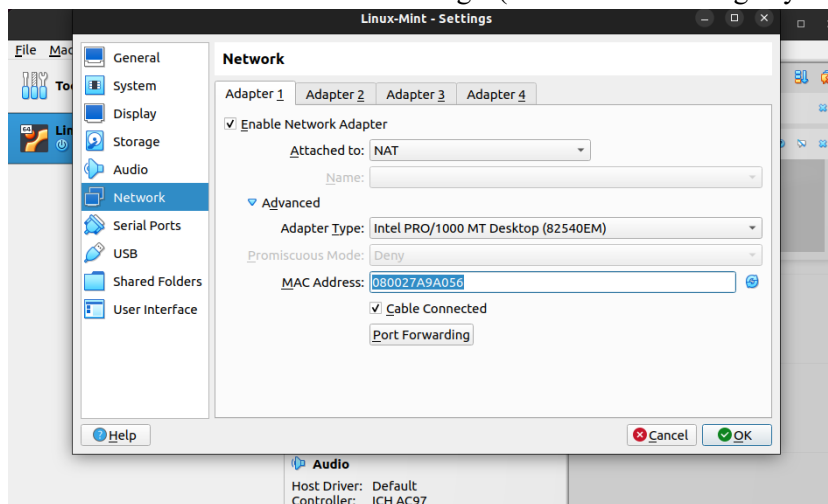 Linux-Mint - Settings
File Mac
To
64 Lin
General
System
Display
Storage
Audio
Network
Serial Ports
USB
Shared Folders
User Interface
Network
Adapter 1 Adapter 2 Adapter 3 Adapter 4
Enable Network Adapter
Attached to: NAT
Name:
Advanced
Adapter Type: Intel PRO/1000 MT Desktop (82540EM)
Promiscuous Mode: Deny
MAC Address: 080027A9A056
Cable Connected
Port Forwarding
Help Cancel OK
Audio
Host Driver: Default
Controller: ICH AC97